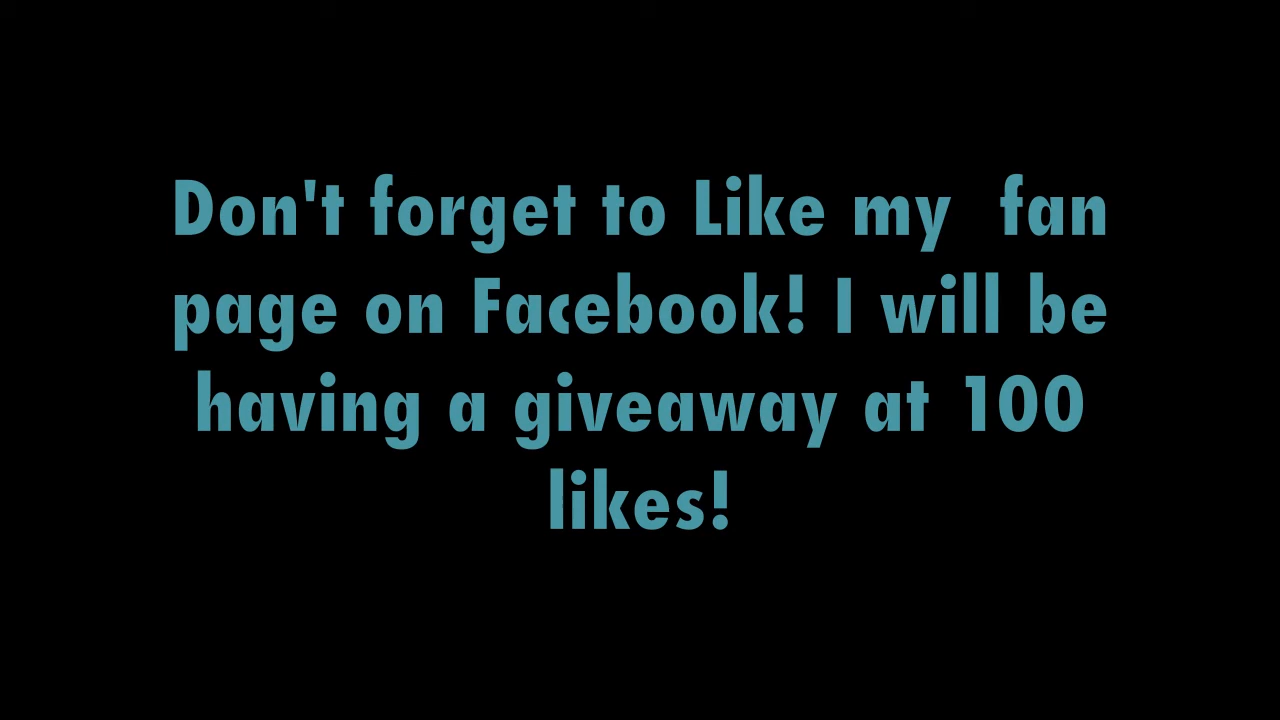 Don't forget to Like my  fan
page on Facebook! I will be
having a giveaway at 100
likes!